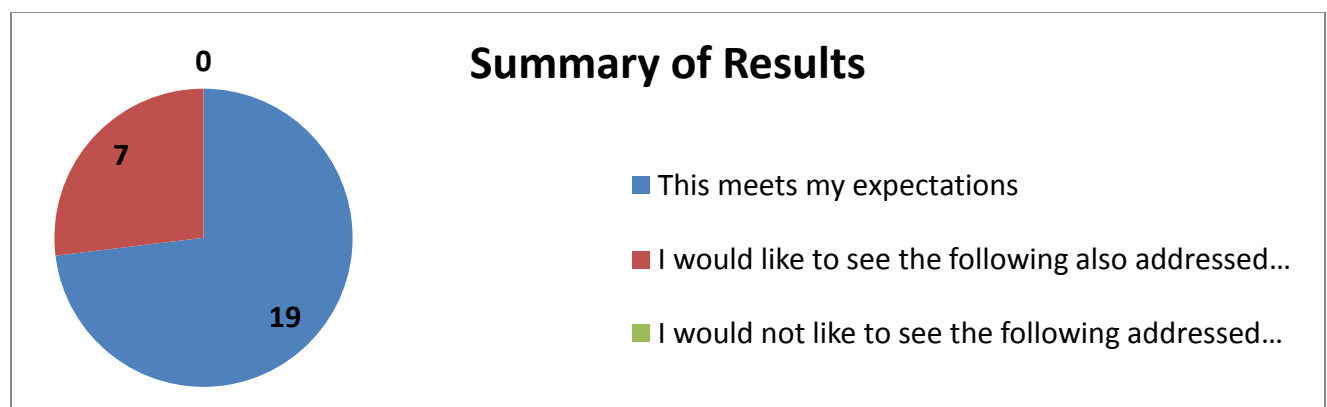 Summary of Results
0
7
19
This meets my expectations
I would like to see the following also addressed…
I would not like to see the following addressed…